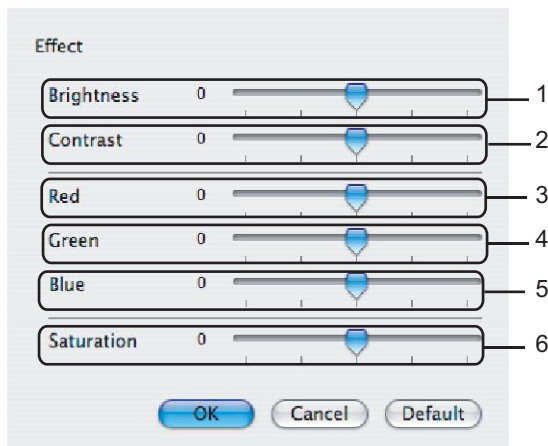 Effect
Brightness 0 1
Contrast 0 2
Red 0 3
Green 0 4
Blue 0 5
Saturation 0 6
OK Cancel Default